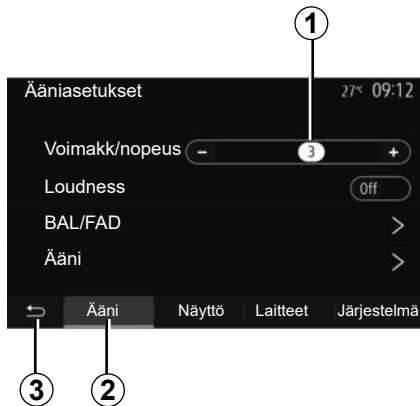 1
Ääniasetukset 27°C 09:12
Voimakk/nopeus - 3 +
Loudness Off
BAL/FAD >
Ääni >
Ääni Näyttö Laitteet Järjestelmä
3 2